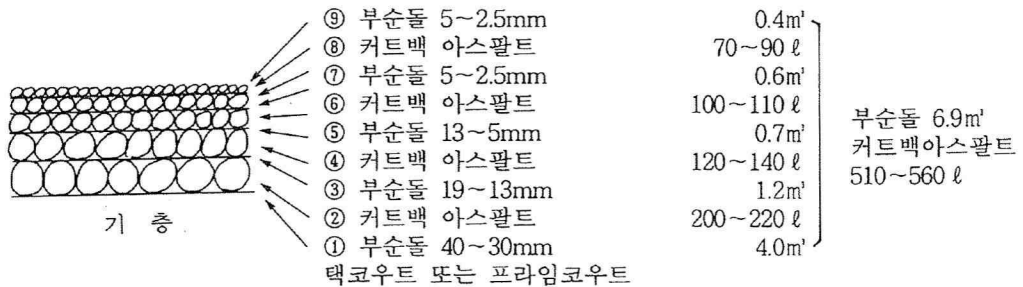 ⑨ 부순돌 5~2.5mm 0.4㎥
⑧ 커트백 아스팔트 70~90ℓ
⑦ 부순돌 5~2.5mm 0.6㎥
⑥ 커트백 아스팔트 100~110ℓ
⑤ 부순돌 13~5mm 0.7㎥
④ 커트백 아스팔트 120~140ℓ
③ 부순돌 19~13mm 1.2㎥
② 커트백 아스팔트 200~220ℓ
① 부순돌 40~30mm 4.0㎥
택코우트 또는 프라임코우트
부순돌 6.9㎥
커트백아스팔트
510~560ℓ
기 층